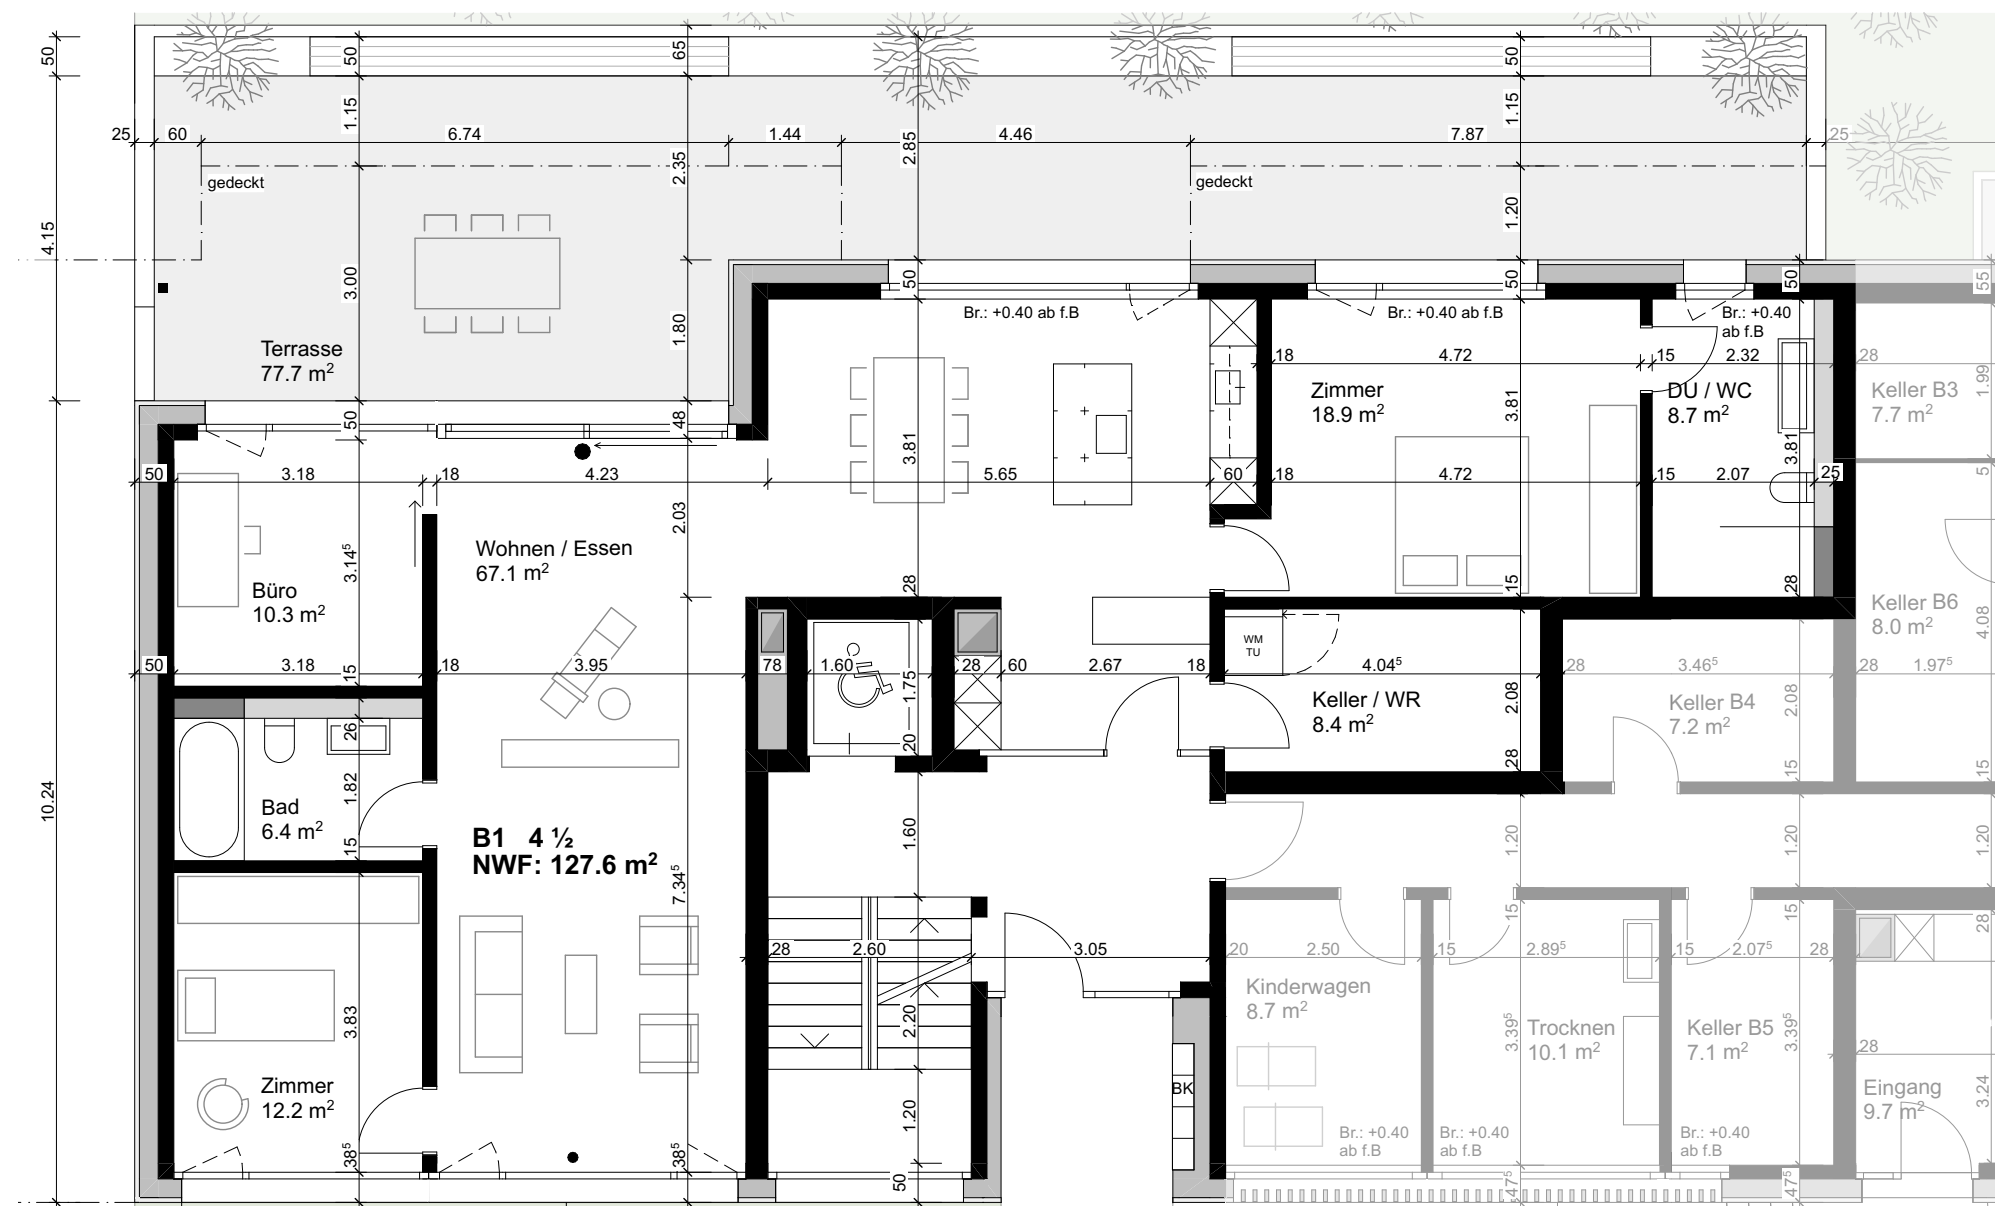 50
50
65
50
1.15
2.85
1.15
25
60
6.74
1.44
4.46
7.87
25
2.35
gedeckt
gedeckt
1.20
4.15
3.00
50
50
50
55
Br.: +0.40 ab f.B
Br.: +0.40 ab f.B
Br.: +0.40
ab f.B
1.80
Terrasse
77.7 m²
18
4.72
15
2.32
28
Zimmer
18.9 m²
DU / WC
8.7 m²
Keller B3
7.7 m²
1.99
50
48
3.81
3.81
3.81
50
3.18
18
4.23
5.65
60
18
4.72
15
2.07
25
5
2.03
Wohnen / Essen
67.1 m²
3.14⁵
Büro
10.3 m²
28
15
28
Keller B6
8.0 m²
4.08
WM
TU
50
3.18
15
18
3.95
78
1.60
28
60
2.67
18
4.04⁵
28
3.46⁵
28
1.97⁵
1.75
Keller / WR
8.4 m²
2.08
Keller B4
7.2 m²
2.08
26
20
28
15
15
1.82
10.24
Bad
6.4 m²
15
B1 4 ½
NWF: 127.6 m²
1.60
1.20
1.20
7.34⁵
15
15
28
28
2.60
3.05
20
2.50
15
2.89⁵
15
2.07⁵
28
Kinderwagen
8.7 m²
3.83
2.20
3.39⁵
Trocknen
10.1 m²
Keller B5
7.1 m²
3.39⁵
28
Zimmer
12.2 m²
BK
Eingang
9.7 m²
3.24
1.20
Br.: +0.40
ab f.B
Br.: +0.40
ab f.B
Br.: +0.40
ab f.B
38⁵
38⁵
50
47⁵
47⁵